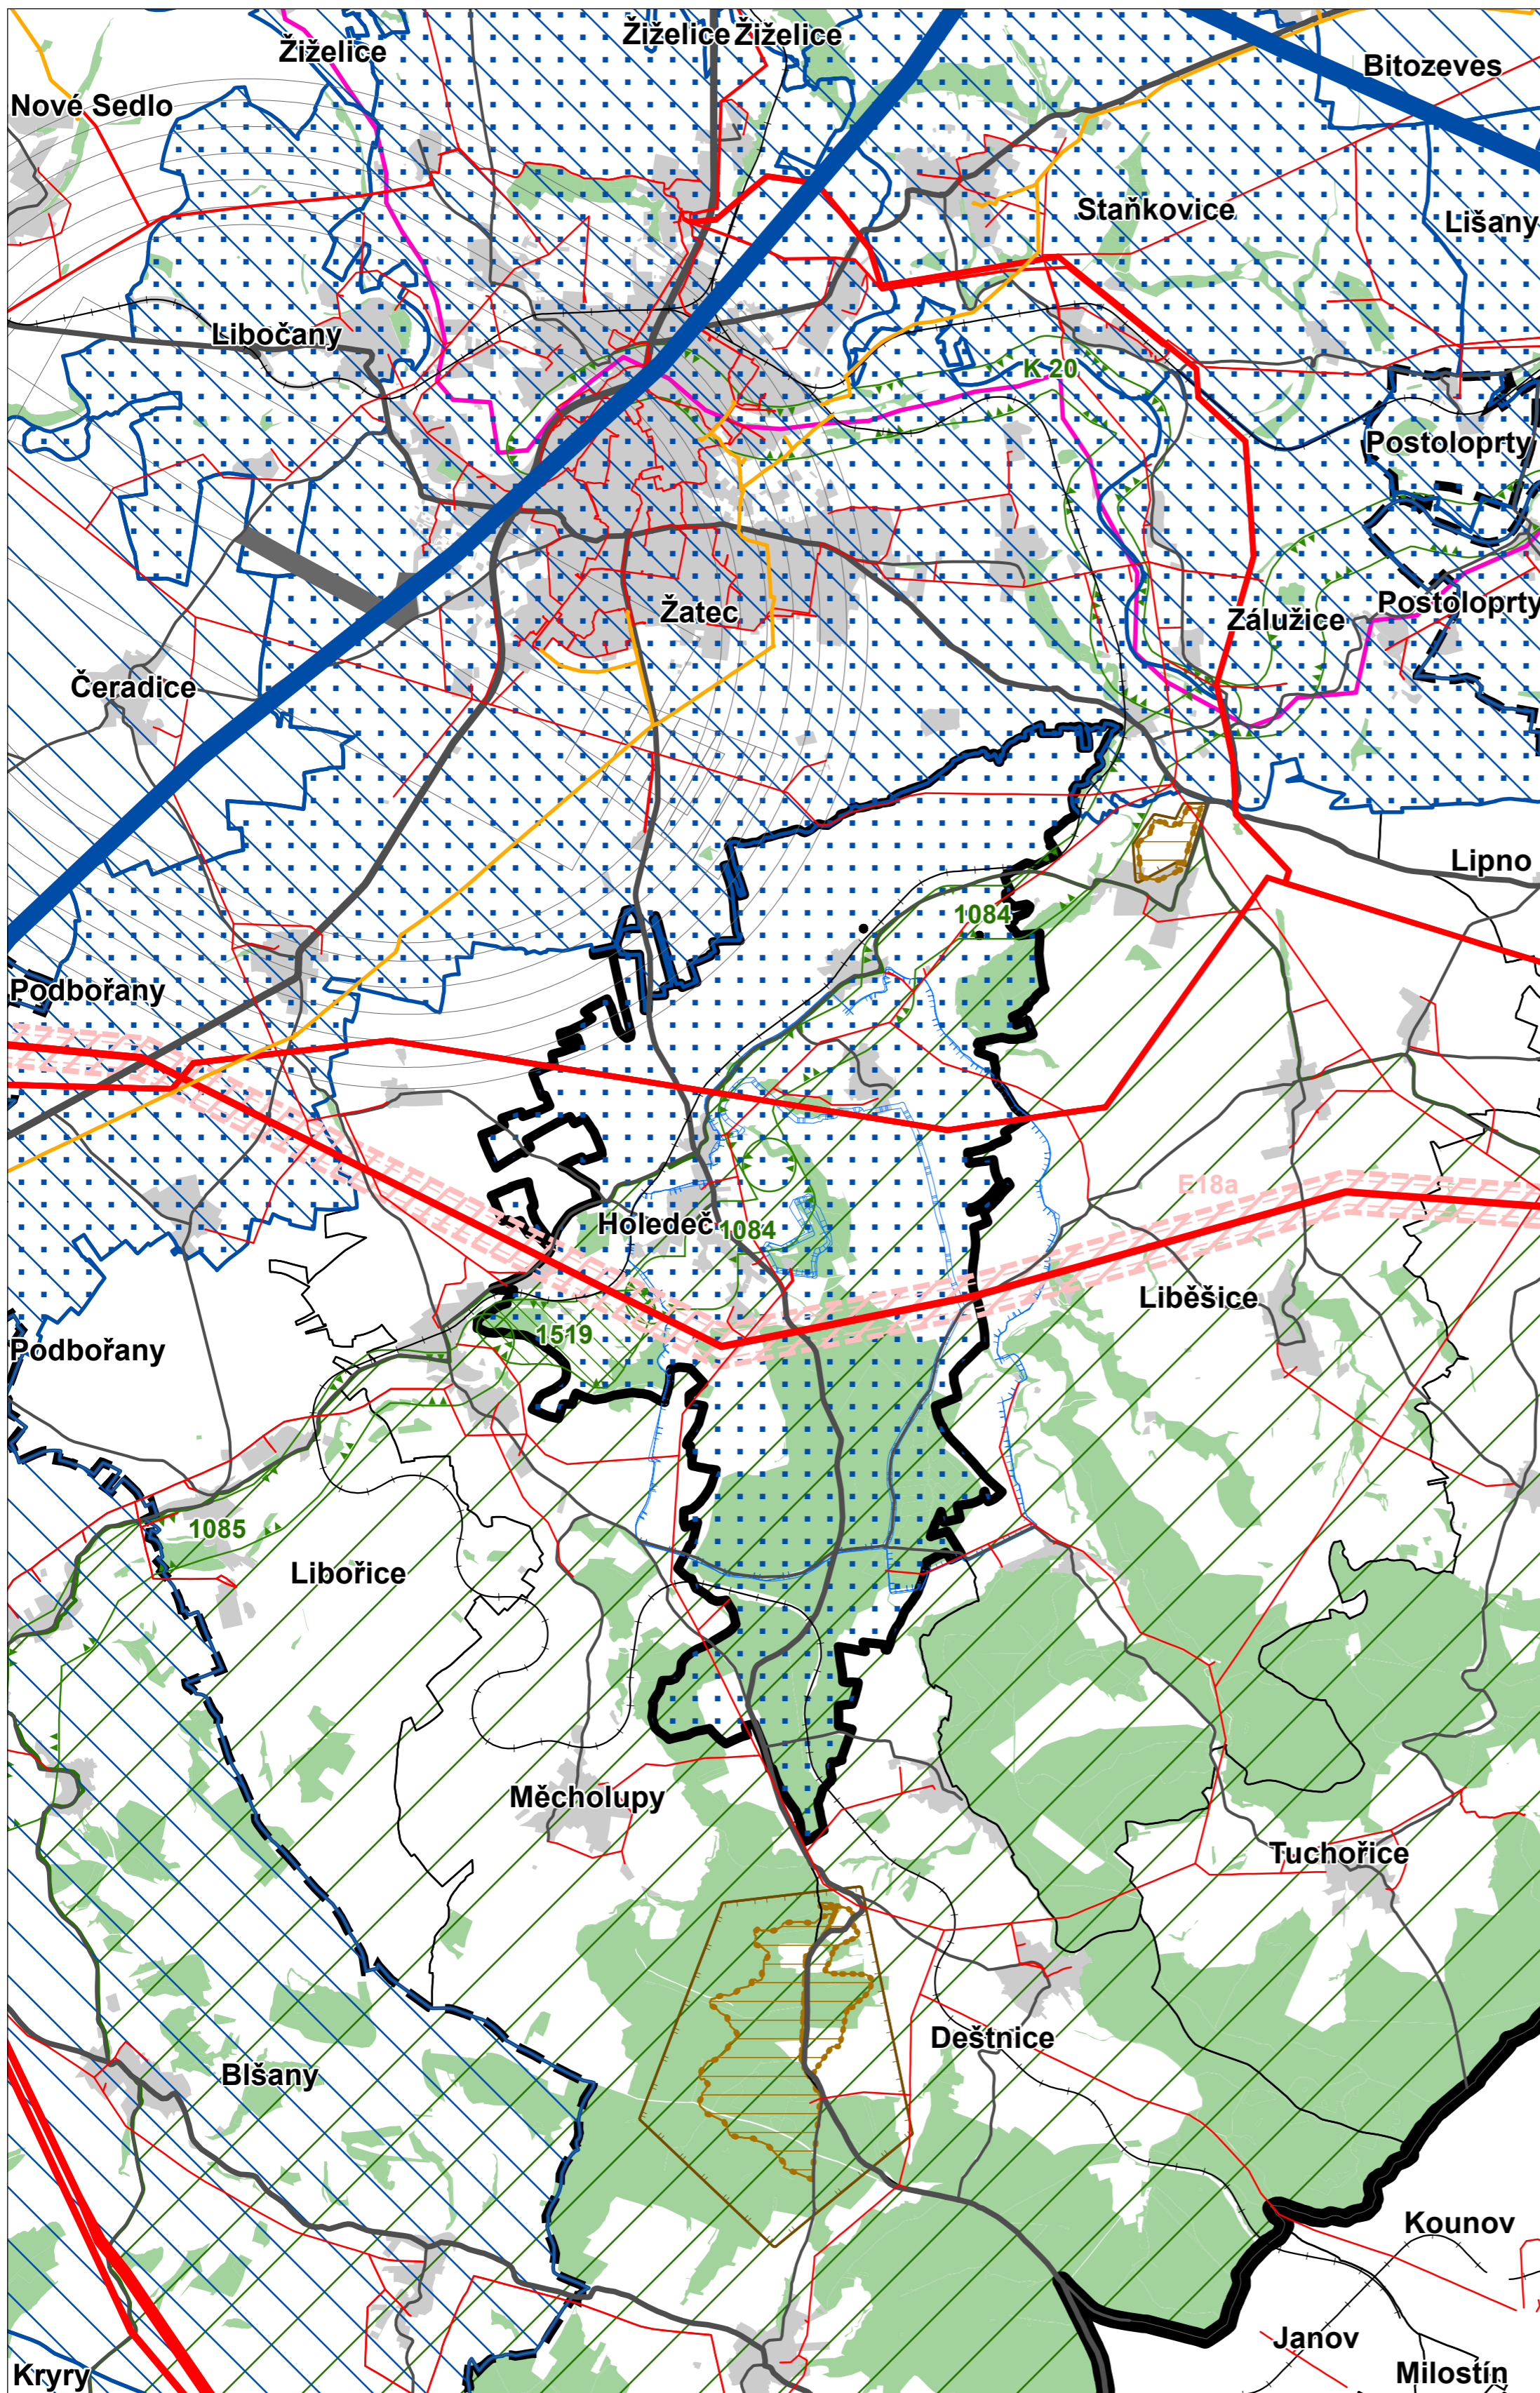 Žiželice Žiželice
Žiželice
Bitozeves
Nové Sedlo
Staňkovice
Lišany
Libočany
K 20
Postoloprty
Žatec
Postoloprty
Zálužice
Čeradice
Lipno
1084
Podbořany
E18a
Holedeč
1084
Liběšice
1519
Podbořany
1085
Libořice
Měcholupy
Tuchořice
Deštnice
Blšany
Kounov
Janov
Milostín
Kryry